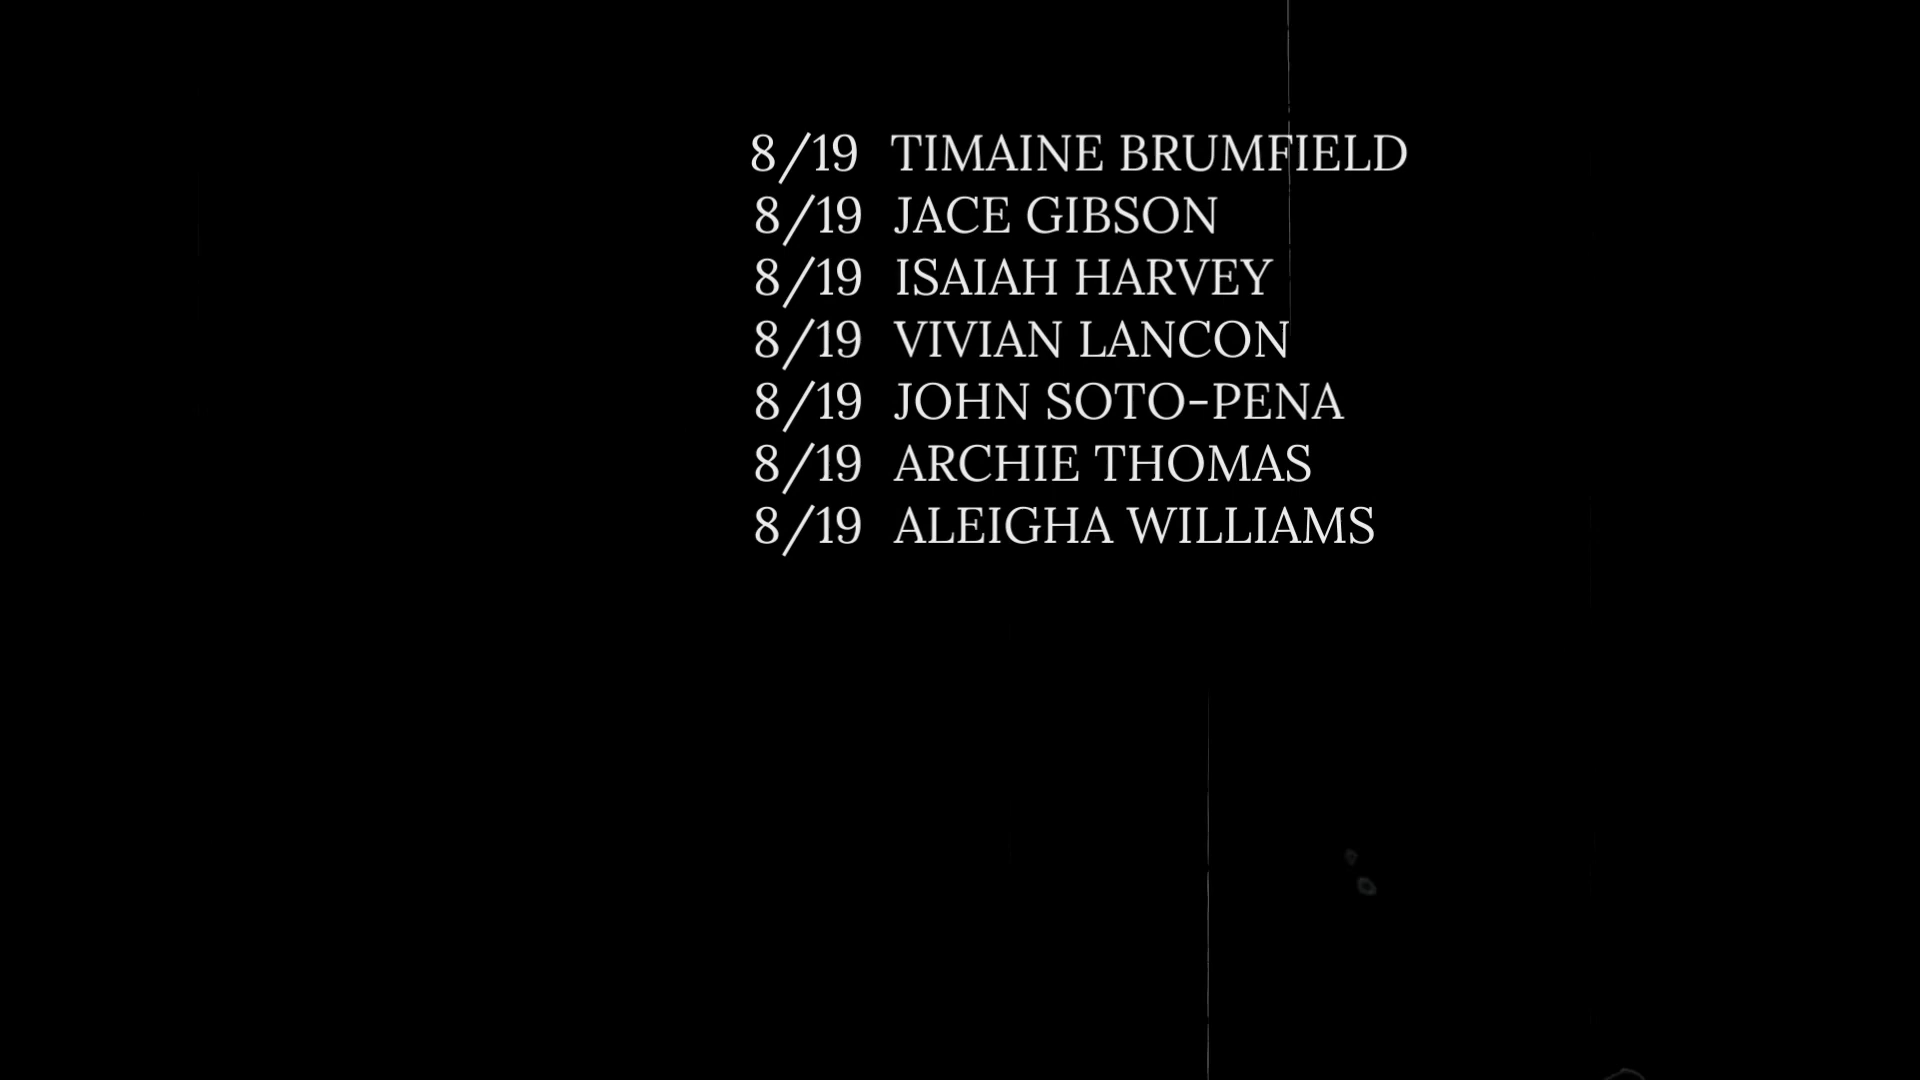 8/19 TIMAINE BRUMFIELD
8/19 JACE GIBSON
8/19 ISAIAH HARVEY
8/19 VIVIAN LANCON
8/19 JOHN SOTO-PENA
8/19 ARCHIE THOMAS
8/19 ALEIGHA WILLIAMS